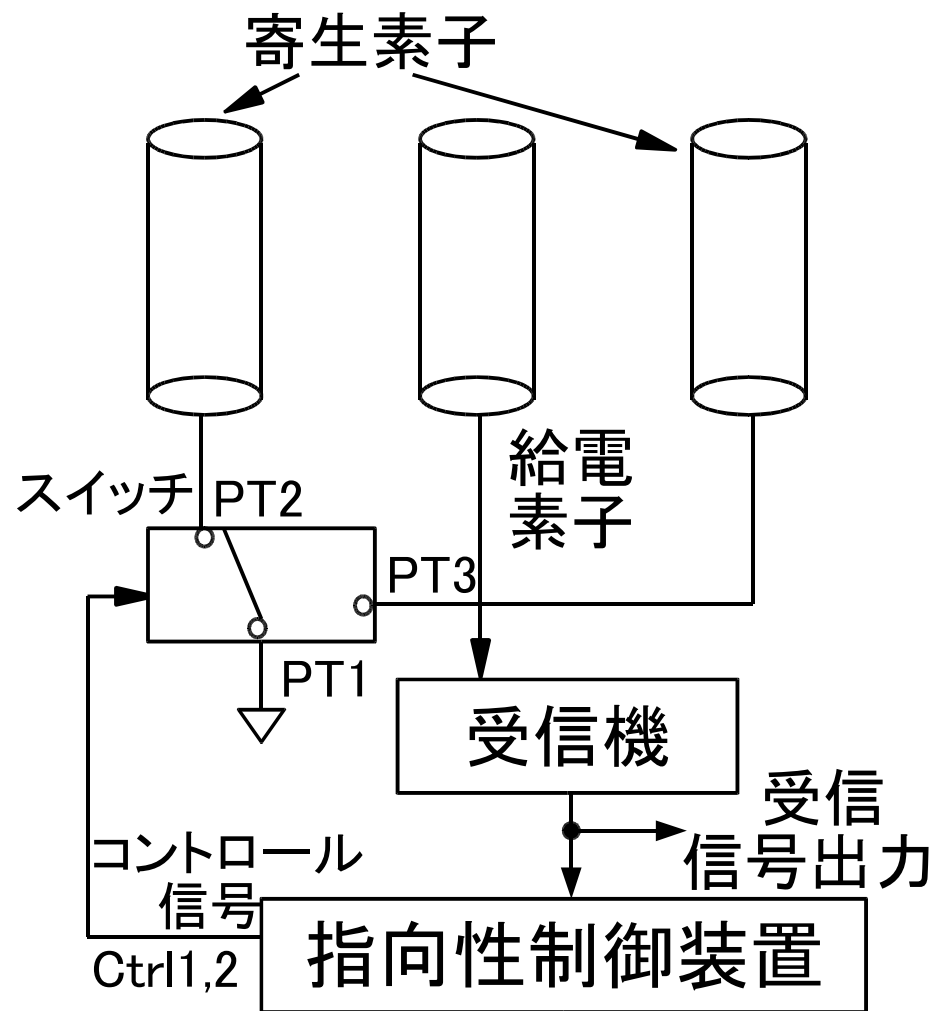 寄生素子
給電
素子
スイッチ
PT2
PT3
PT1
受信機
受信
信号出力
コントロール
信号
Ctrl1,2
指向性制御装置